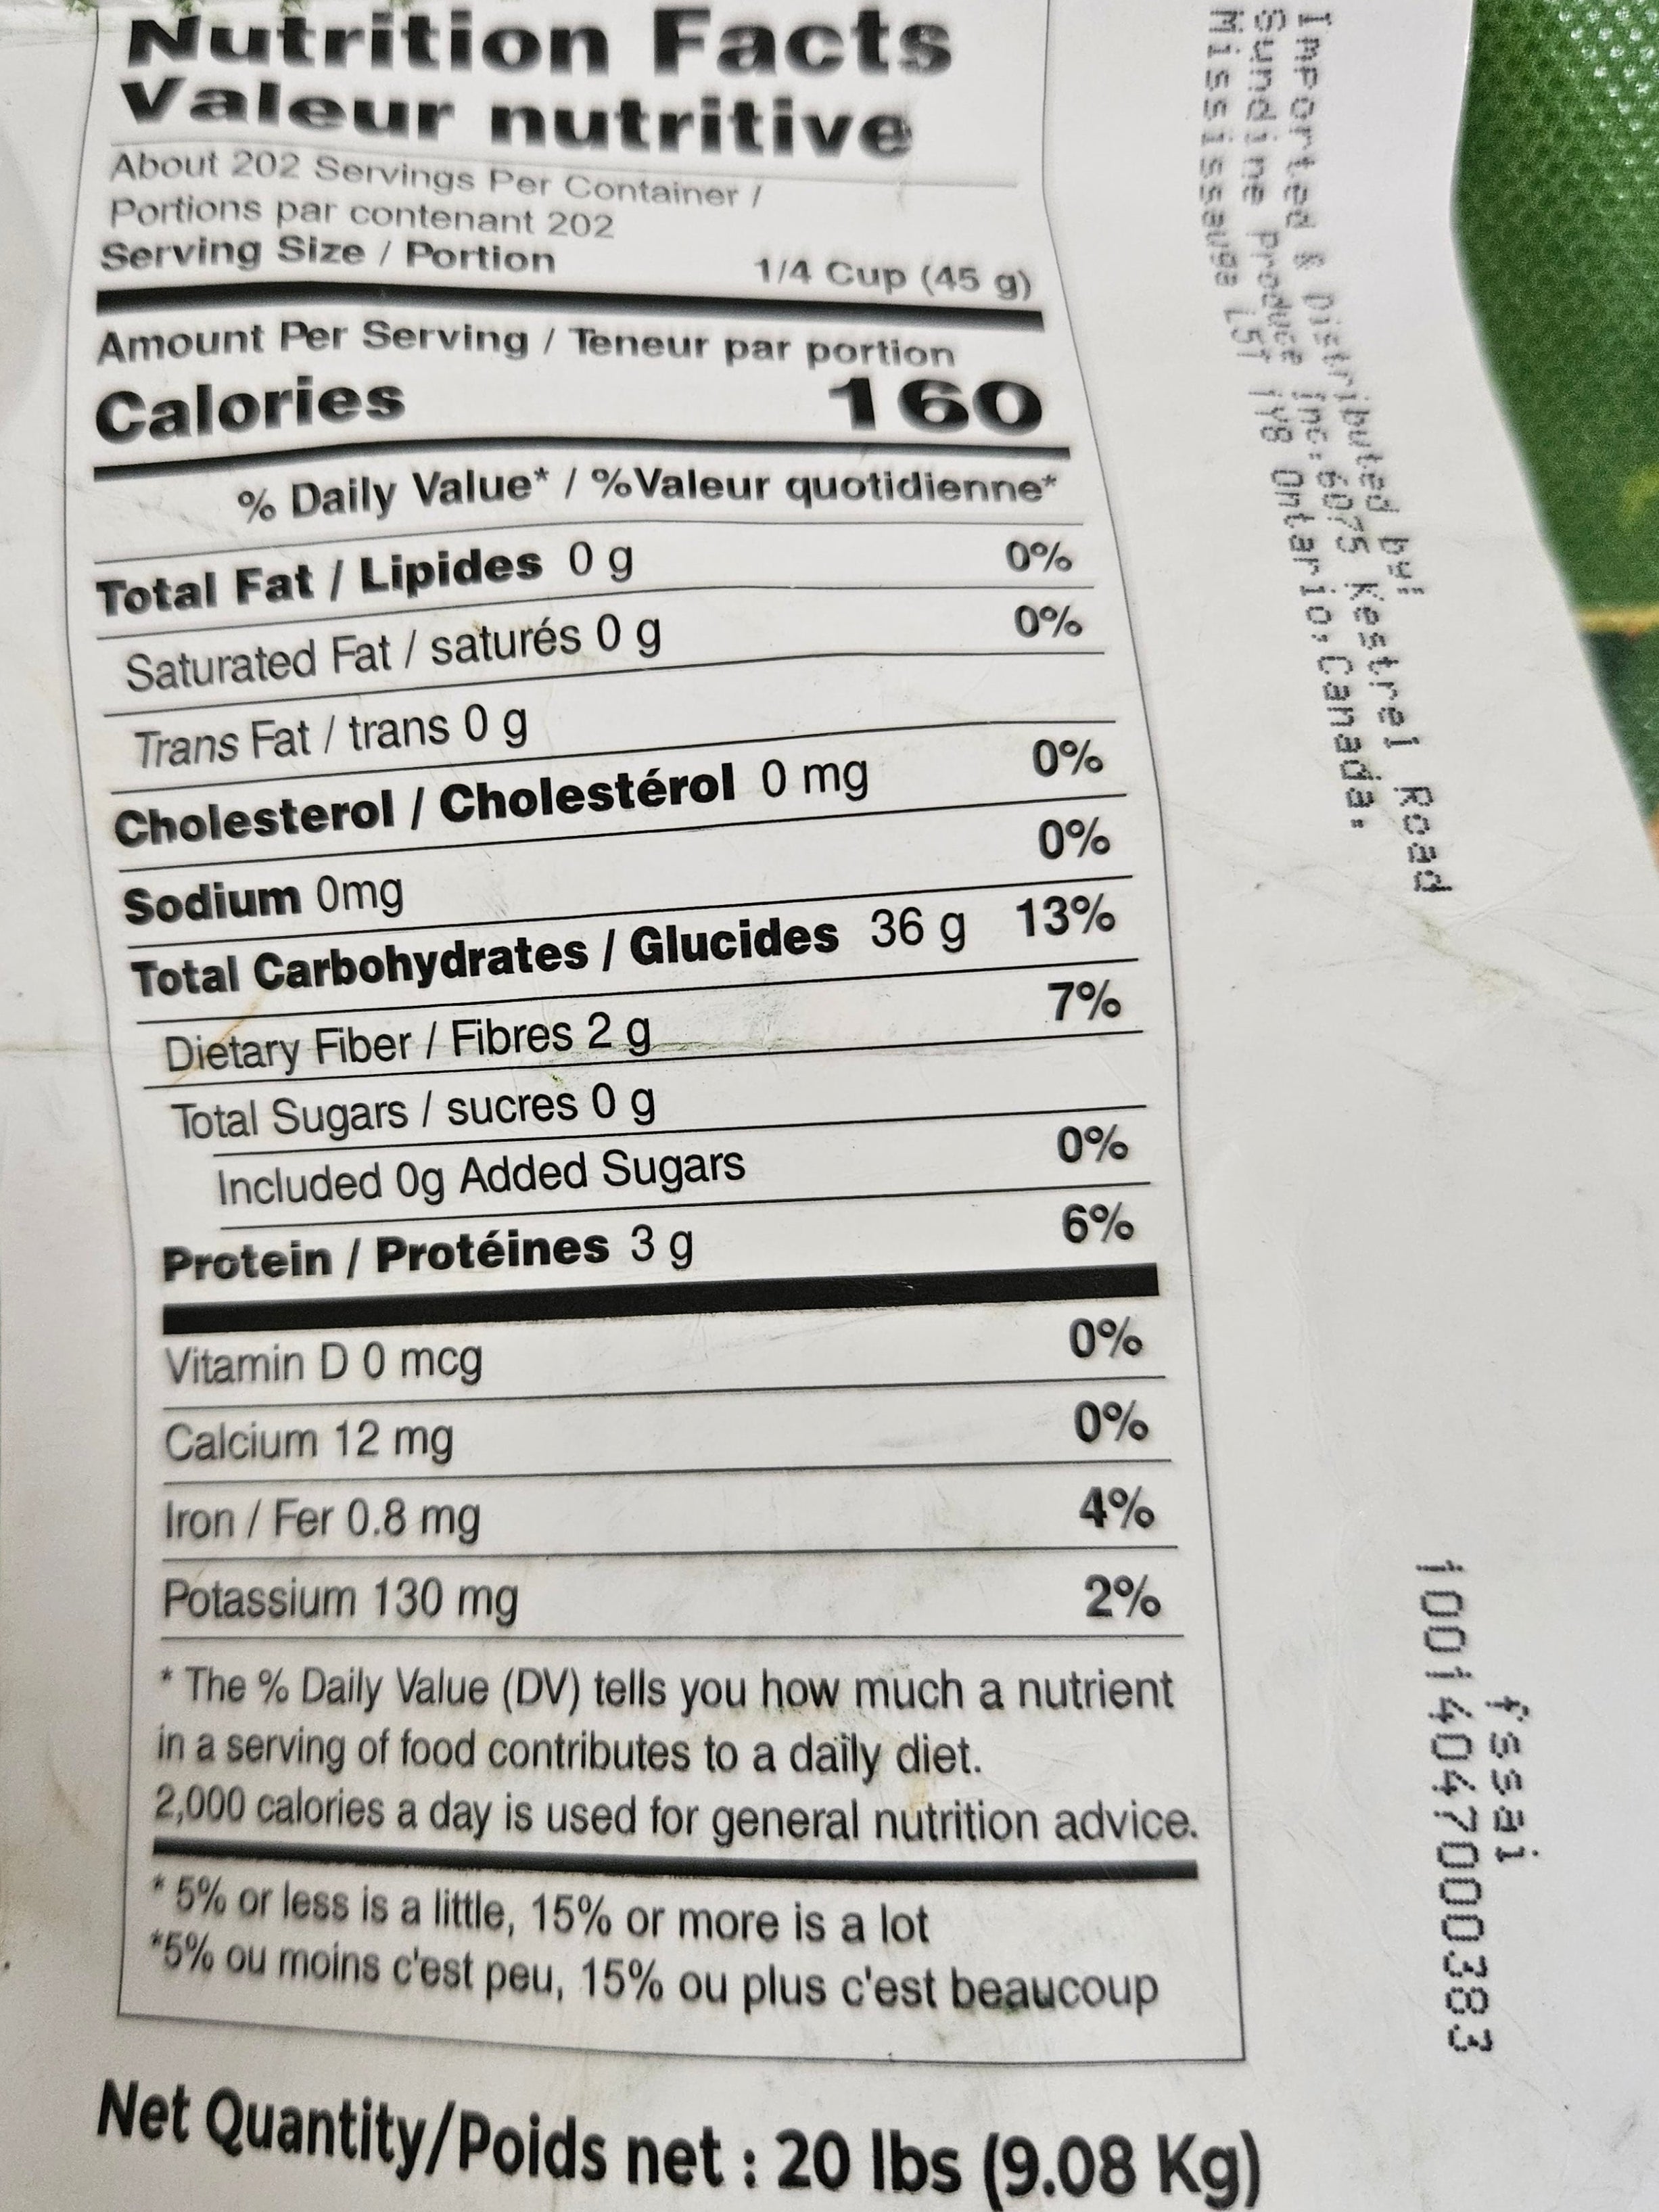 Nutrition Facts
Valeur nutritive
About 202 Servings Per Container /
Portions par contenant 202
Serving Size / Portion 1/4 Cup (45 g)
Amount Per Serving / Teneur par portion
Calories 160
% Daily Value* / %Valeur quotidienne*
Total Fat / Lipides 0 g 0%
Saturated Fat / saturés 0 g 0%
Trans Fat / trans 0 g
Cholesterol / Cholestérol 0 mg 0%
Sodium 0mg 0%
Total Carbohydrates / Glucides 36 g 13%
Dietary Fiber / Fibres 2 g 7%
Total Sugars / sucres 0 g
Included 0g Added Sugars 0%
Protein / Protéines 3 g 6%
Vitamin D 0 mcg 0%
Calcium 12 mg 0%
Iron / Fer 0.8 mg 4%
Potassium 130 mg 2%
* The % Daily Value (DV) tells you how much a nutrient
in a serving of food contributes to a daily diet.
2,000 calories a day is used for general nutrition advice.
* 5% or less is a little, 15% or more is a lot
*5% ou moins c'est peu, 15% ou plus c'est beaucoup
Net Quantity/Poids net : 20 lbs (9.08 Kg)
Imported & Distributed by:
Sundine Produce inc. 6075 Kestrel Road
Mississauga L5T 1Y8 Ontario, Canada.
fssai
10014047000383